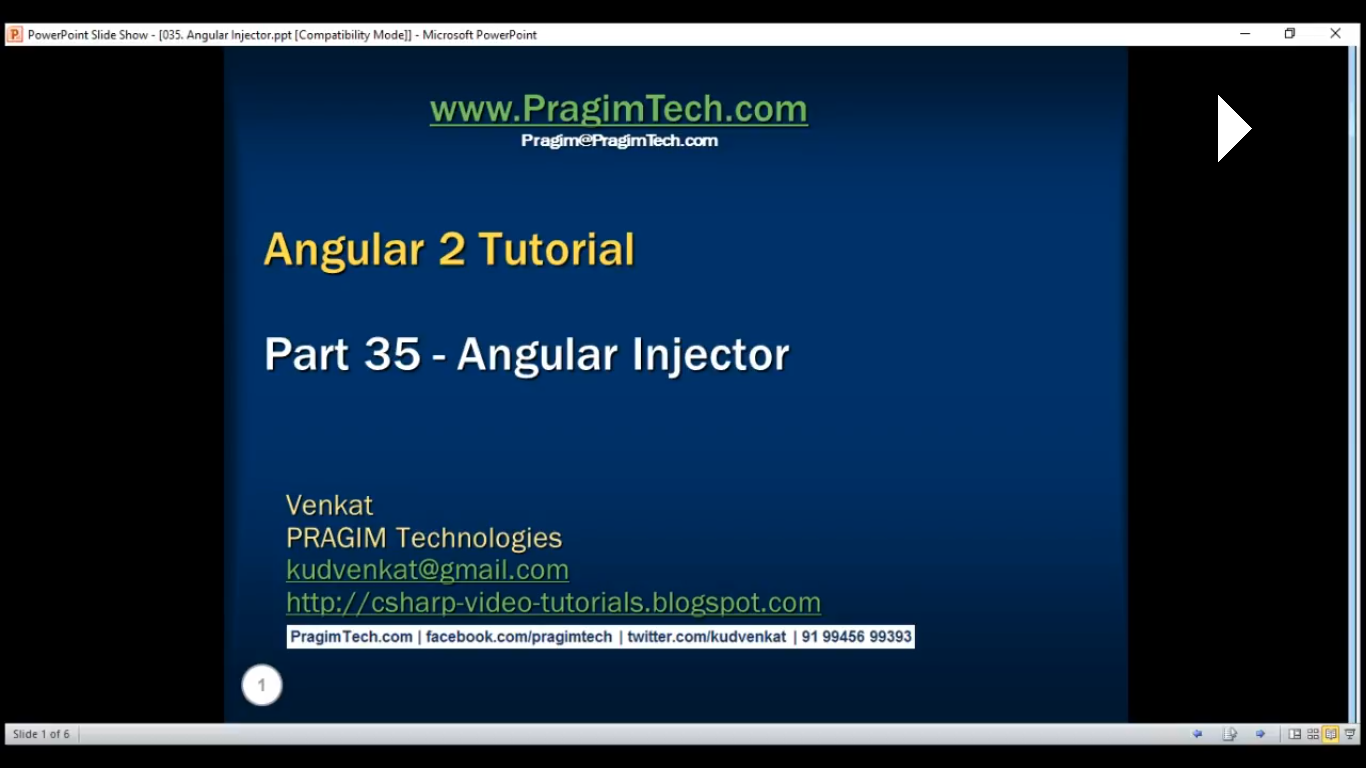 PowerPoint Slide Show - [035. Angular Injector.ppt [Compatibility Mode]] - Microsoft PowerPoint
www.PragimTech.com
Pragim@PragimTech.com
Angular 2 Tutorial
Part 35 - Angular Injector
Venkat
PRAGIM Technologies
kudvenkat@gmail.com
http://csharp-video-tutorials.blogspot.com
PragimTech.com | facebook.com/pragimtech | twitter.com/kudvenkat | 91 99456 99393
1
Slide 1 of 6